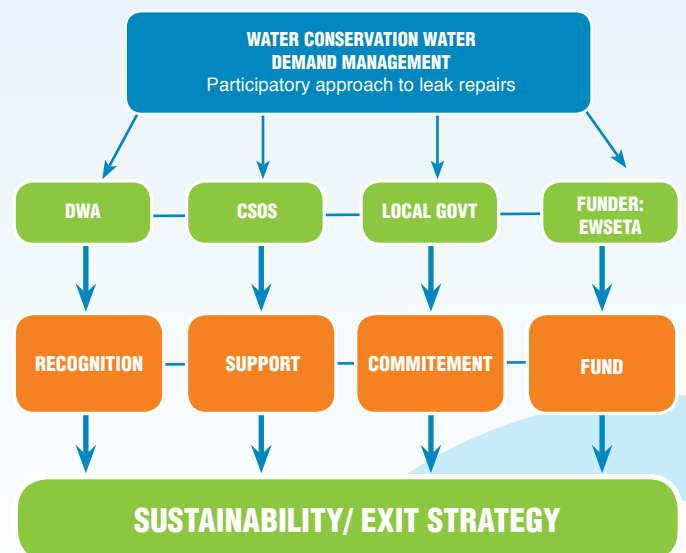 WATER CONSERVATION WATER
DEMAND MANAGEMENT
Participatory approach to leak repairs
DWA
CSOS
LOCAL GOVT
FUNDER:
EWSETA
RECOGNITION
SUPPORT
COMMITEMENT
FUND
SUSTAINABILITY/ EXIT STRATEGY